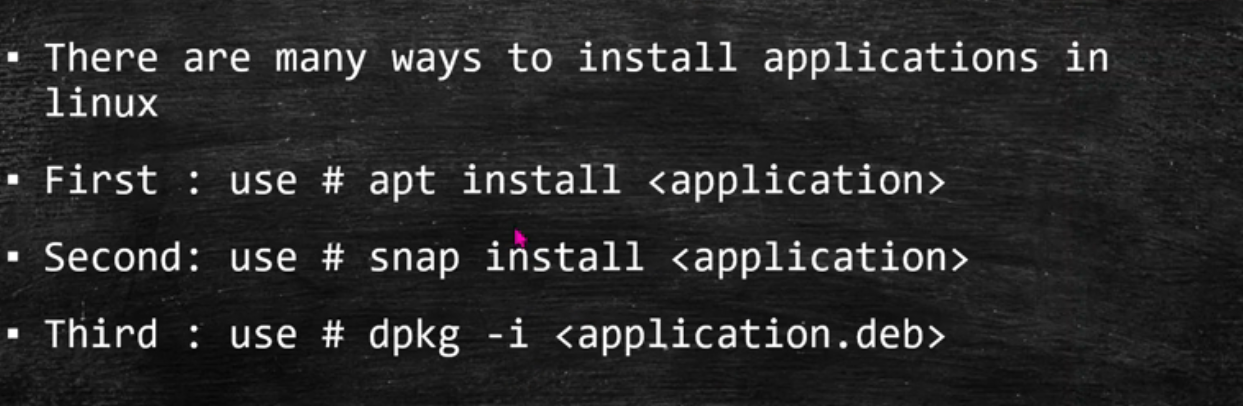 ▪ There are many ways to install applications in
linux
▪ First : use # apt install <application>
▪ Second: use # snap install <application>
▪ Third : use # dpkg -i <application.deb>